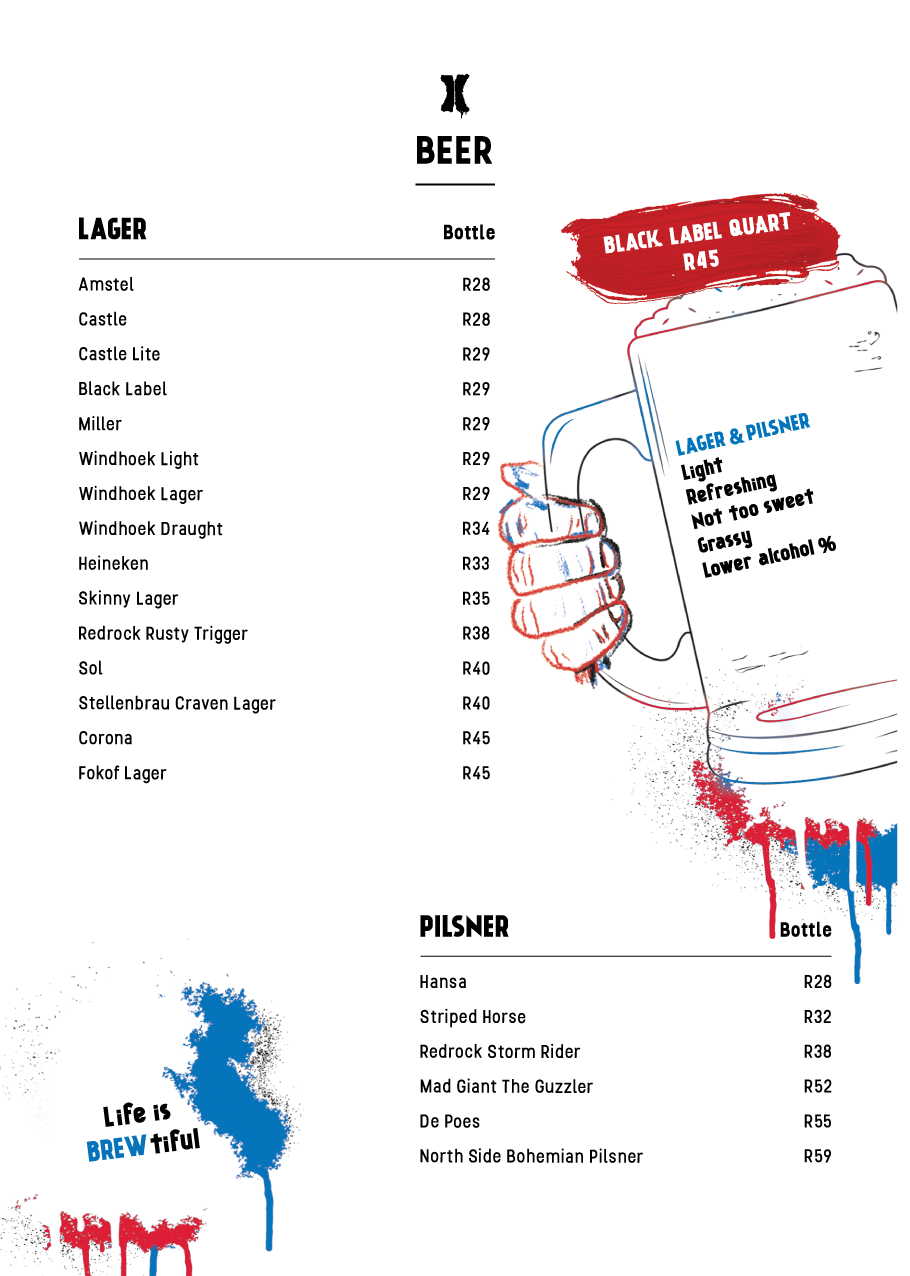 BEER
LAGER Bottle
Amstel R28
Castle R28
Castle Lite R29
Black Label R29
Miller R29
Windhoek Light R29
Windhoek Lager R29
Windhoek Draught R34
Heineken R33
Skinny Lager R35
Redrock Rusty Trigger R38
Sol R40
Stellenbrau Craven Lager R40
Corona R45
Fokof Lager R45
BLACK LABEL QUART
R45
LAGER & PILSNER
Light
Refreshing
Not too sweet
Grassy
Lower alcohol %
PILSNER Bottle
Hansa R28
Striped Horse R32
Redrock Storm Rider R38
Mad Giant The Guzzler R52
De Poes R55
North Side Bohemian Pilsner R59
Life is
BREWtiful